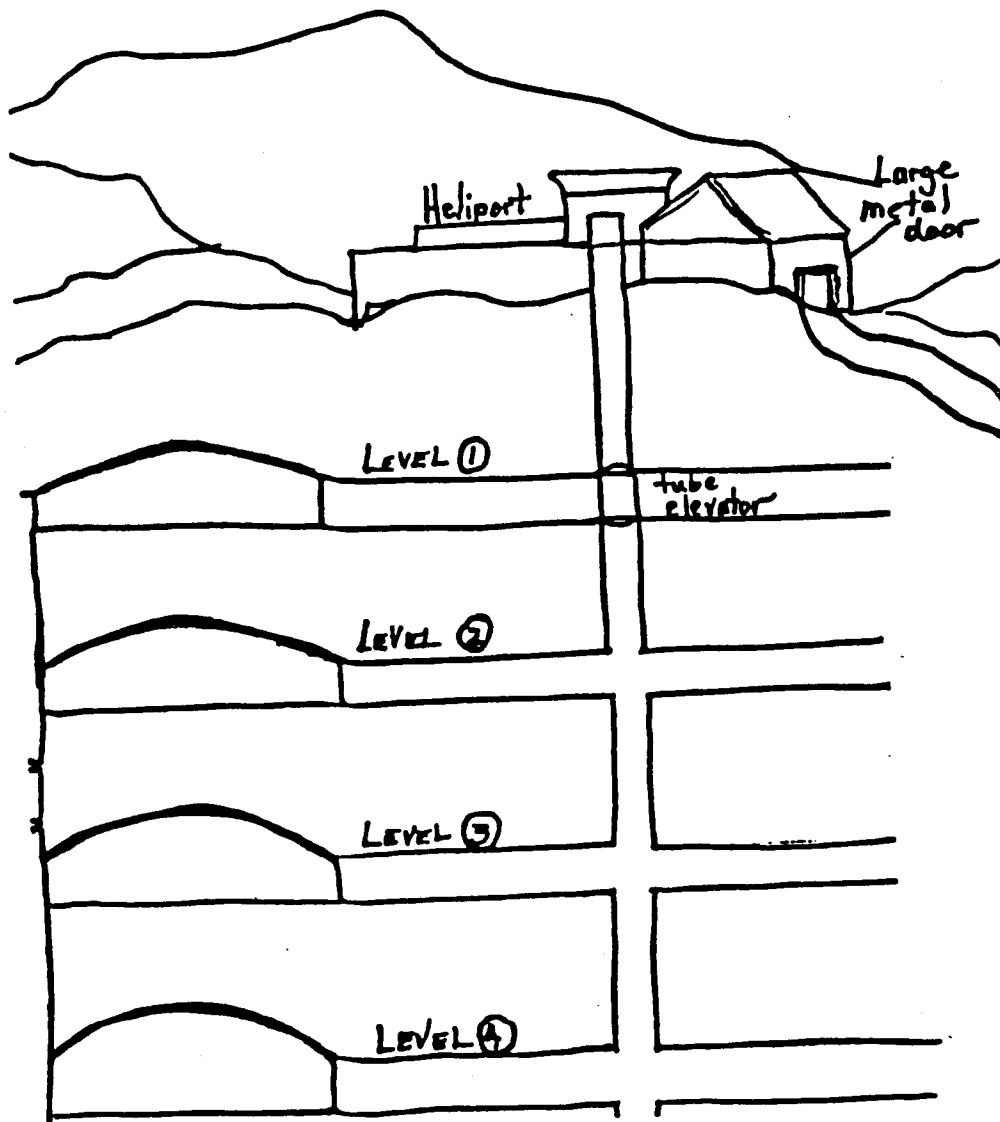 Heliport
Large
metal
door
LEVEL ①
tube
elevator
LEVEL ②
LEVEL ③
LEVEL ④